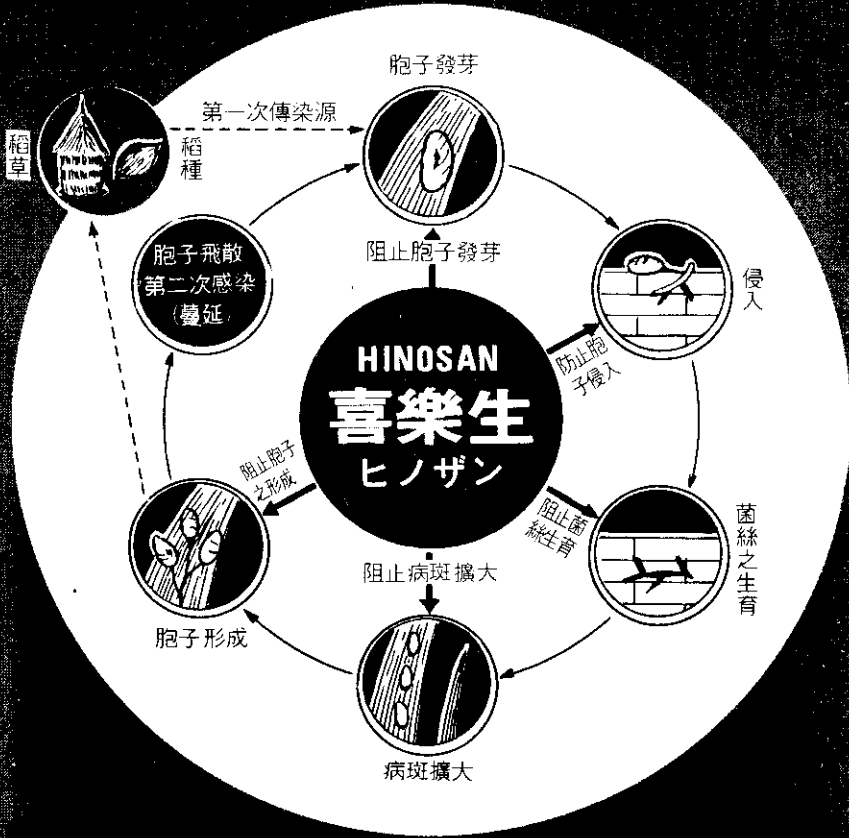 胞子發芽
第一次傳染源
稻草
稻種
阻止胞子發芽
胞子飛散
第二次感染
(蔓延)
侵入
防止胞
子侵入
HINOSAN
喜樂生
ヒノザン
阻止胞子
之形成
阻止菌
絲生育
菌絲之生育
阻止病斑擴大
胞子形成
病斑擴大